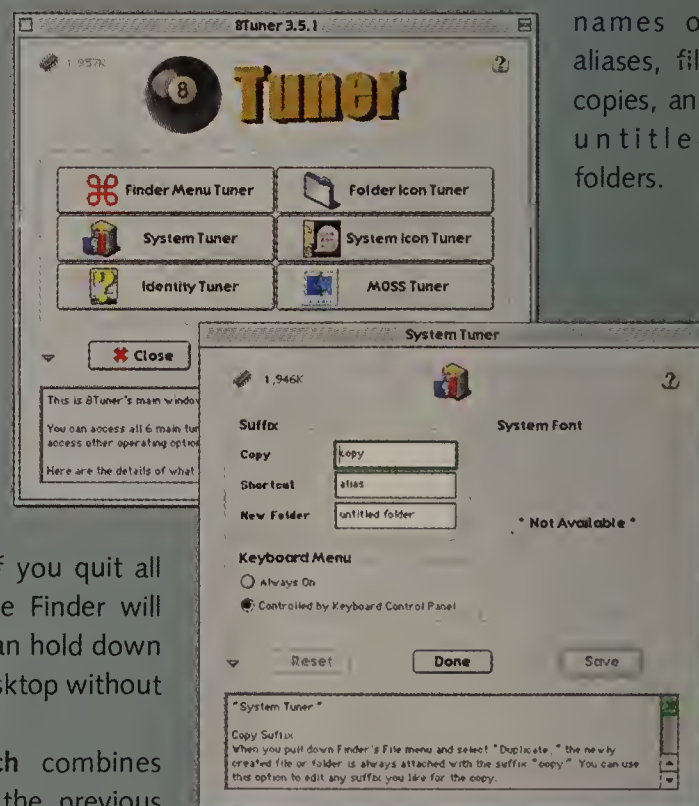 names o
aliases, fil
copies, an
untitle
folders.
8Tuner 3.5.1
1,957K
8
Tuner
Finder Menu Tuner
Folder Icon Tuner
System Tuner
System Icon Tuner
Identity Tuner
MOSS Tuner
Close
This is 8Tuner's main window
You can access all 6 main tun
access other operating option
Here are the details of what
System Tuner
1,946K
Suffix
System Font
Copy
copy
Shortcut
alias
New Folder
untitled folder
* Not Available *
Keyboard Menu
Always On
Controlled by Keyboard Control Panel
Reset
Done
Save
"System Tuner"
Copy Suffix
When you pull down Finder's File menu and select "Duplicate," the newly
created file or folder is always attached with the suffix "copy." You can use
this option to edit any suffix you like for the copy.
f you quit all
e Finder will
an hold down
sktop without
ch combines
the previous